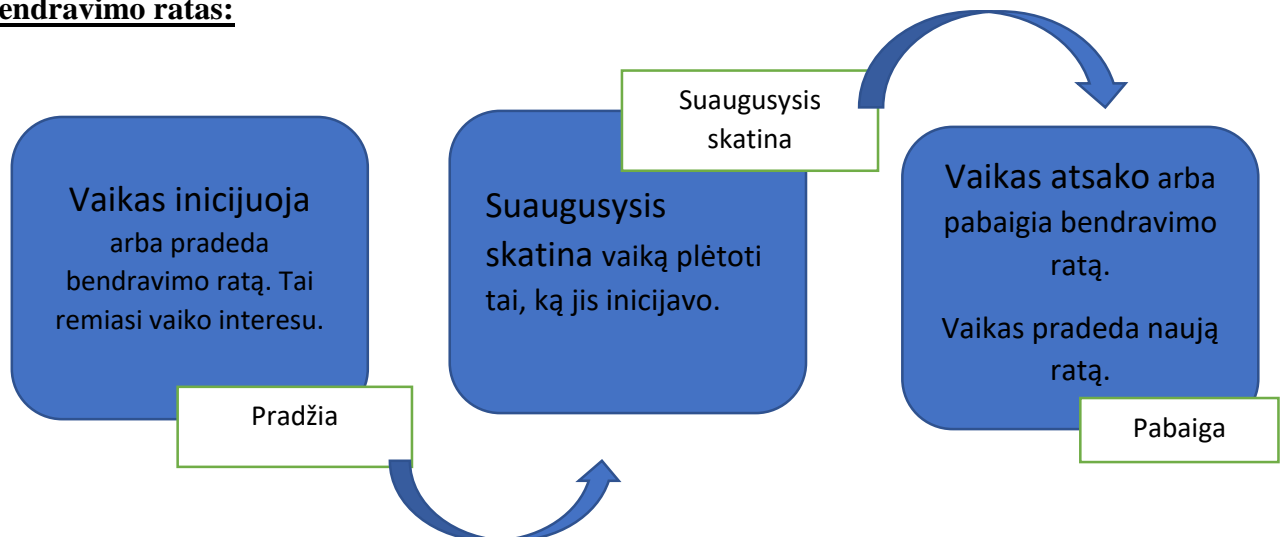 endravimo ratas:
Vaikas inicijuoja
arba pradeda
bendravimo ratą. Tai
remiasi vaiko interesu.
Pradžia
Suaugusysis
skatina
Suaugusysis
skatina vaiką plėtoti
tai, ką jis inicijavo.
Vaikas atsako arba
pabaigia bendravimo
ratą.
Vaikas pradeda naują
ratą.
Pabaiga